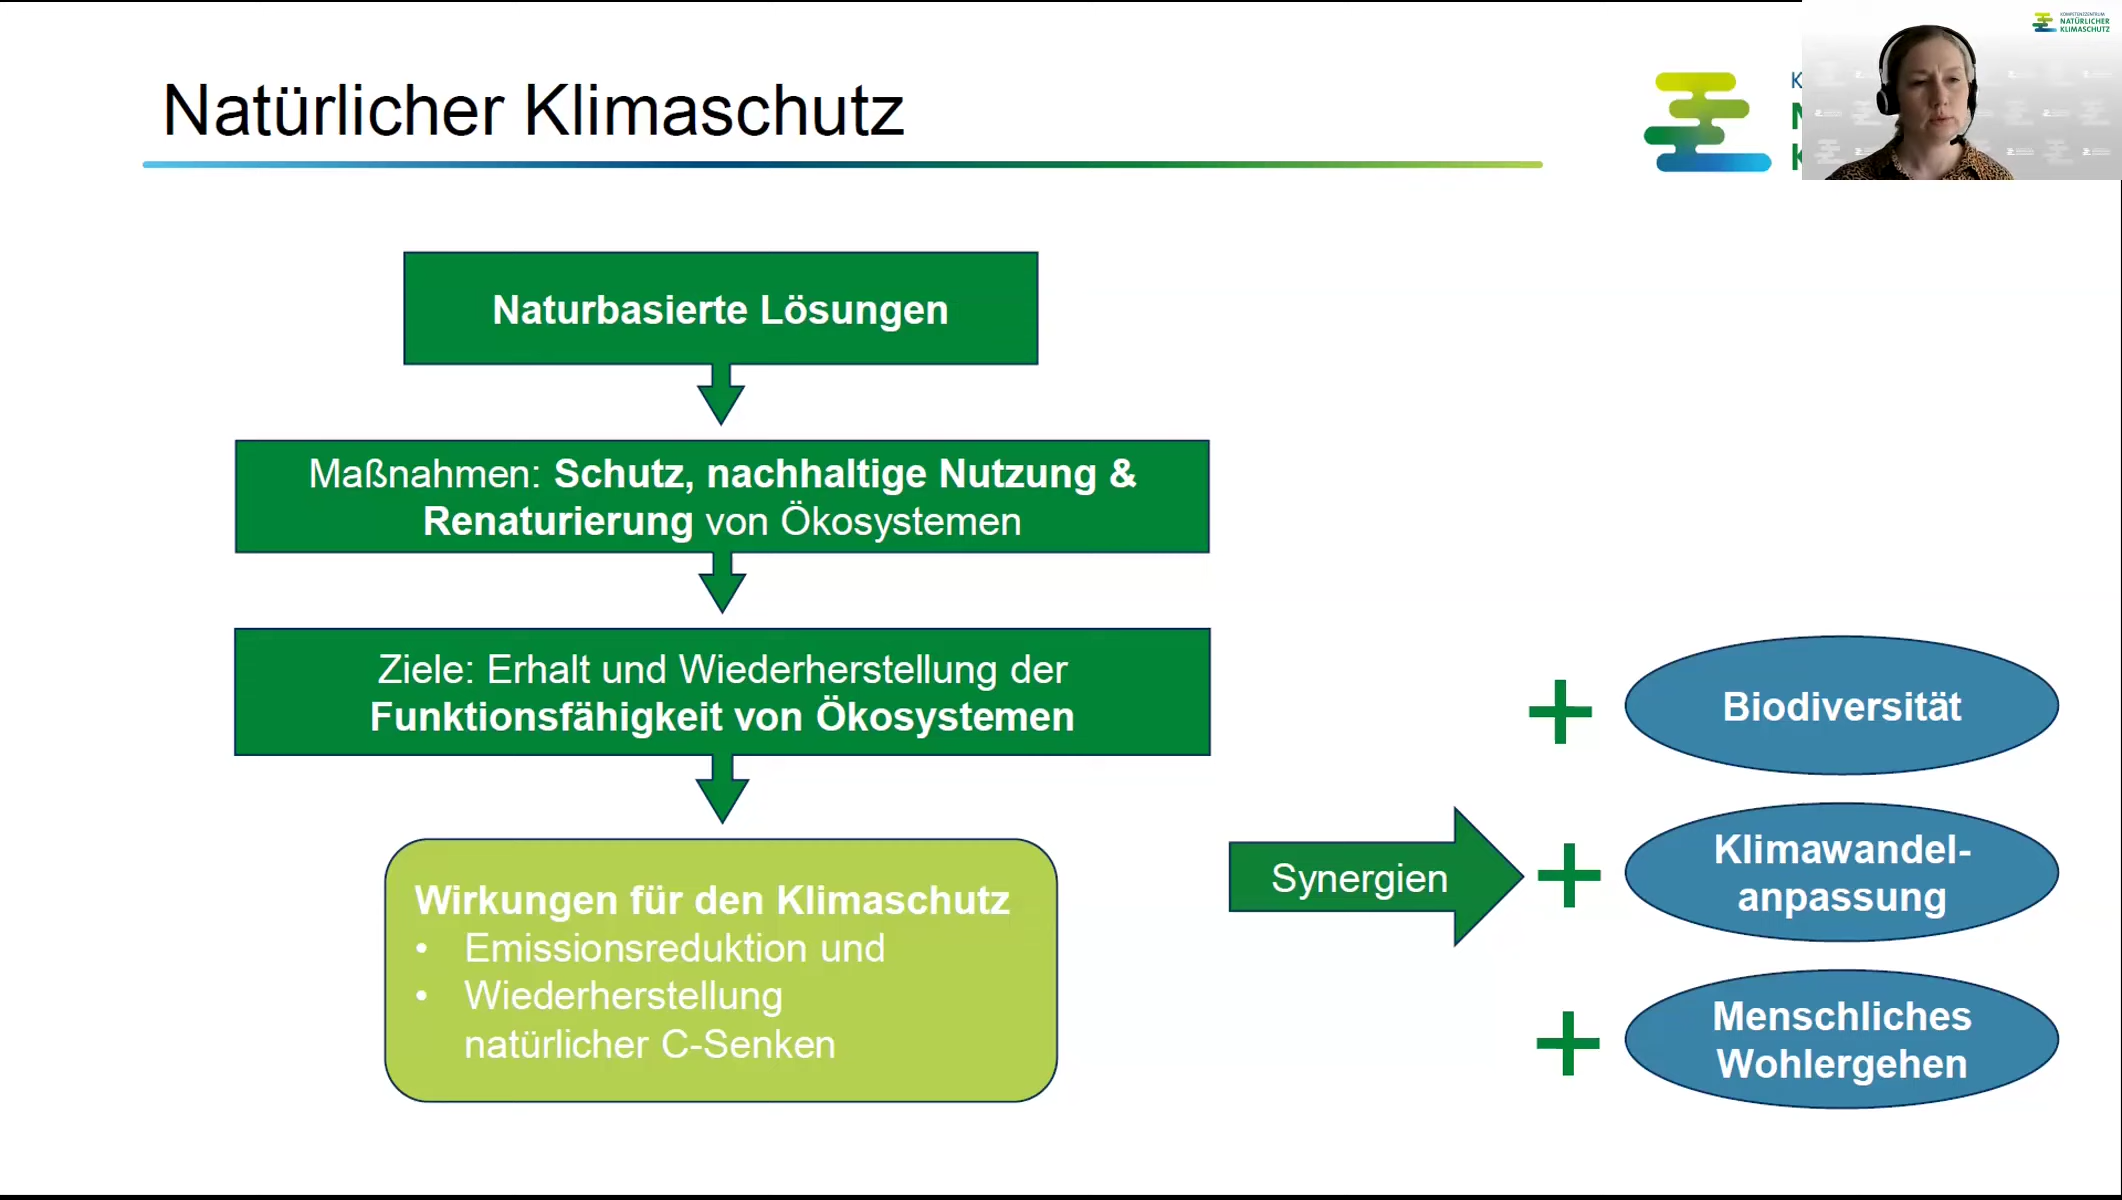 Natürlicher Klimaschutz
KOMPETENZZENTRUM
NATÜRLICHER
KLIMASCHUTZ
Naturbasierte Lösungen
Maßnahmen: Schutz, nachhaltige Nutzung &
Renaturierung von Ökosystemen
Ziele: Erhalt und Wiederherstellung der
Funktionsfähigkeit von Ökosystemen
Wirkungen für den Klimaschutz
• Emissionsreduktion und
• Wiederherstellung
natürlicher C-Senken
Synergien
+ Biodiversität
+ Klimawandel-
anpassung
+ Menschliches
Wohlergehen